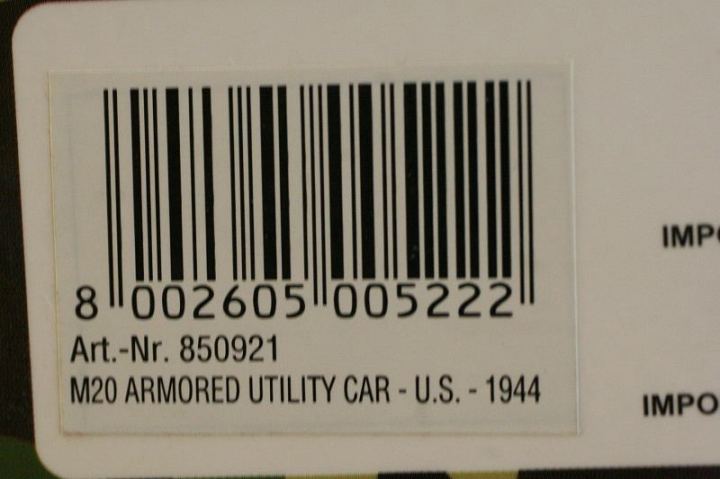 8 002605 005222
Art.-Nr. 850921
M20 ARMORED UTILITY CAR - U.S. - 1944